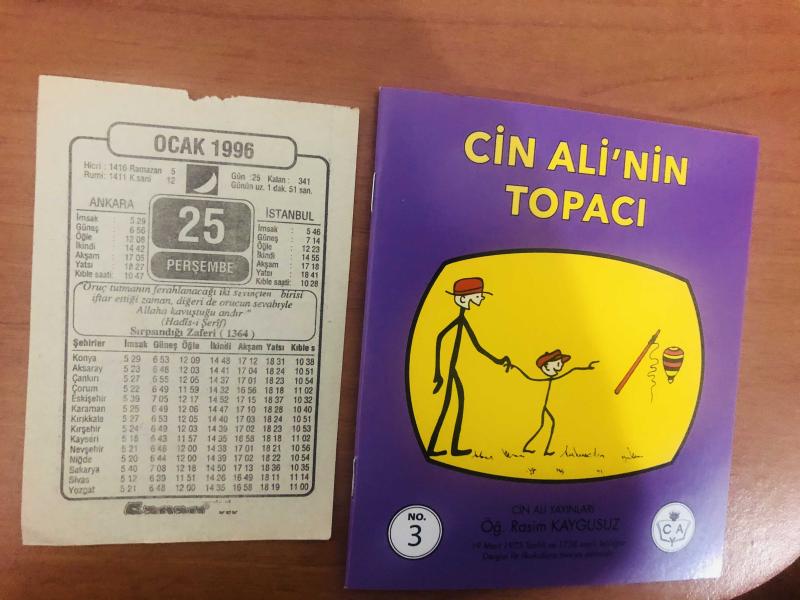 OCAK 1996
Hicri : 1416 Ramazan 5
Rumi: 1411 K.sani 12
Gün :25 Kalan : 341
Günün uz. 1 dak. 51 san.
ANKARA
İmsak : 5 29
Güneş : 6 56
Öğle : 12 08
İkindi : 14 42
Akşam : 17 05
Yatsı : 18 27
Kıble saati: 10 47
25
PERŞEMBE
İSTANBUL
İmsak : 5 46
Güneş : 7 14
Öğle : 12 23
İkindi : 14 55
Akşam : 17 18
Yatsı : 18 41
Kıble saati : 10 28
"Oruç tutmanın ferahlanacağı iki sevinçten birisi
iftar ettiği zaman, diğeri de orucun sevabiyle
Allaha kavuştuğu andır."
(Hadîs-i Şerif)
Sırpsındığı Zaferi ( 1364 )
Şehirler İmsak Güneş Öğle İkindi Akşam Yatsı Kıble s
Konya 5 29 6 53 12 09 14 48 17 12 18 31 10 38
Aksaray 5 23 6 48 12 03 14 41 17 04 18 24 10 51
Çankırı 5 27 6 55 12 05 14 37 17 01 18 23 10 54
Çorum 5 22 6 49 11 59 14 32 16 56 18 18 11 02
Eskişehir 5 39 7 05 12 17 14 52 17 15 18 37 10 32
Karaman 5 25 6 49 12 06 14 47 17 10 18 28 10 40
Kırıkkale 5 27 6 53 12 05 14 40 17 03 18 24 10 51
Kırşehir 5 24 6 49 12 03 14 39 17 02 18 23 10 53
Kayseri 5 18 6 43 11 57 14 35 16 58 18 18 11 02
Nevşehir 5 21 6 46 12 00 14 38 17 01 18 21 10 56
Niğde 5 20 6 44 12 00 14 39 17 02 18 22 10 54
Sakarya 5 40 7 08 12 18 14 50 17 13 18 36 10 35
Sivas 5 12 6 39 11 51 14 26 16 49 18 11 11 14
Yozgat 5 21 6 48 12 00 14 35 16 58 18 19 11 00
CİN ALİ'NİN
TOPACI
NO.
3
CİN ALİ YAYINLARI
Öğ. Rasim KAYGUSUZ
C A
Y